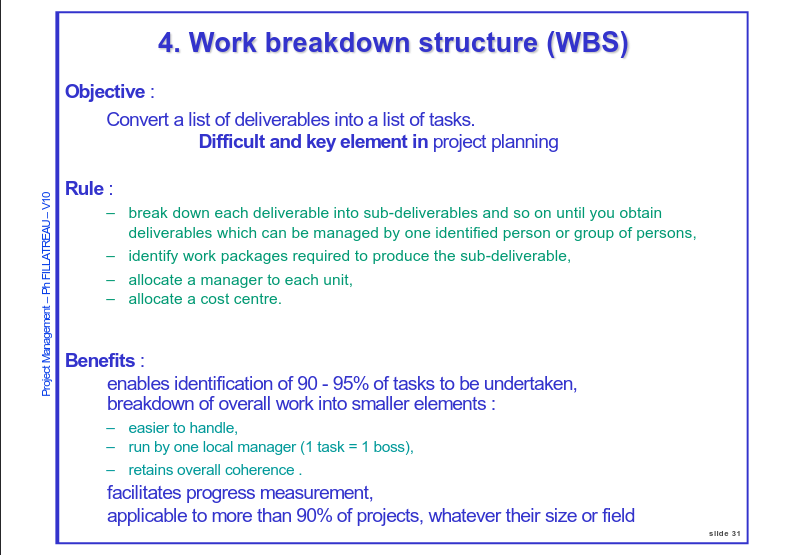 4. Work breakdown structure (WBS)
Objective :
Convert a list of deliverables into a list of tasks.
Difficult and key element in project planning
Rule :
– break down each deliverable into sub-deliverables and so on until you obtain
deliverables which can be managed by one identified person or group of persons,
– identify work packages required to produce the sub-deliverable,
– allocate a manager to each unit,
– allocate a cost centre.
Benefits :
enables identification of 90 - 95% of tasks to be undertaken,
breakdown of overall work into smaller elements :
– easier to handle,
– run by one local manager (1 task = 1 boss),
– retains overall coherence .
facilitates progress measurement,
applicable to more than 90% of projects, whatever their size or field
slide 31
Project Management – Ph FILLATREAU – V10